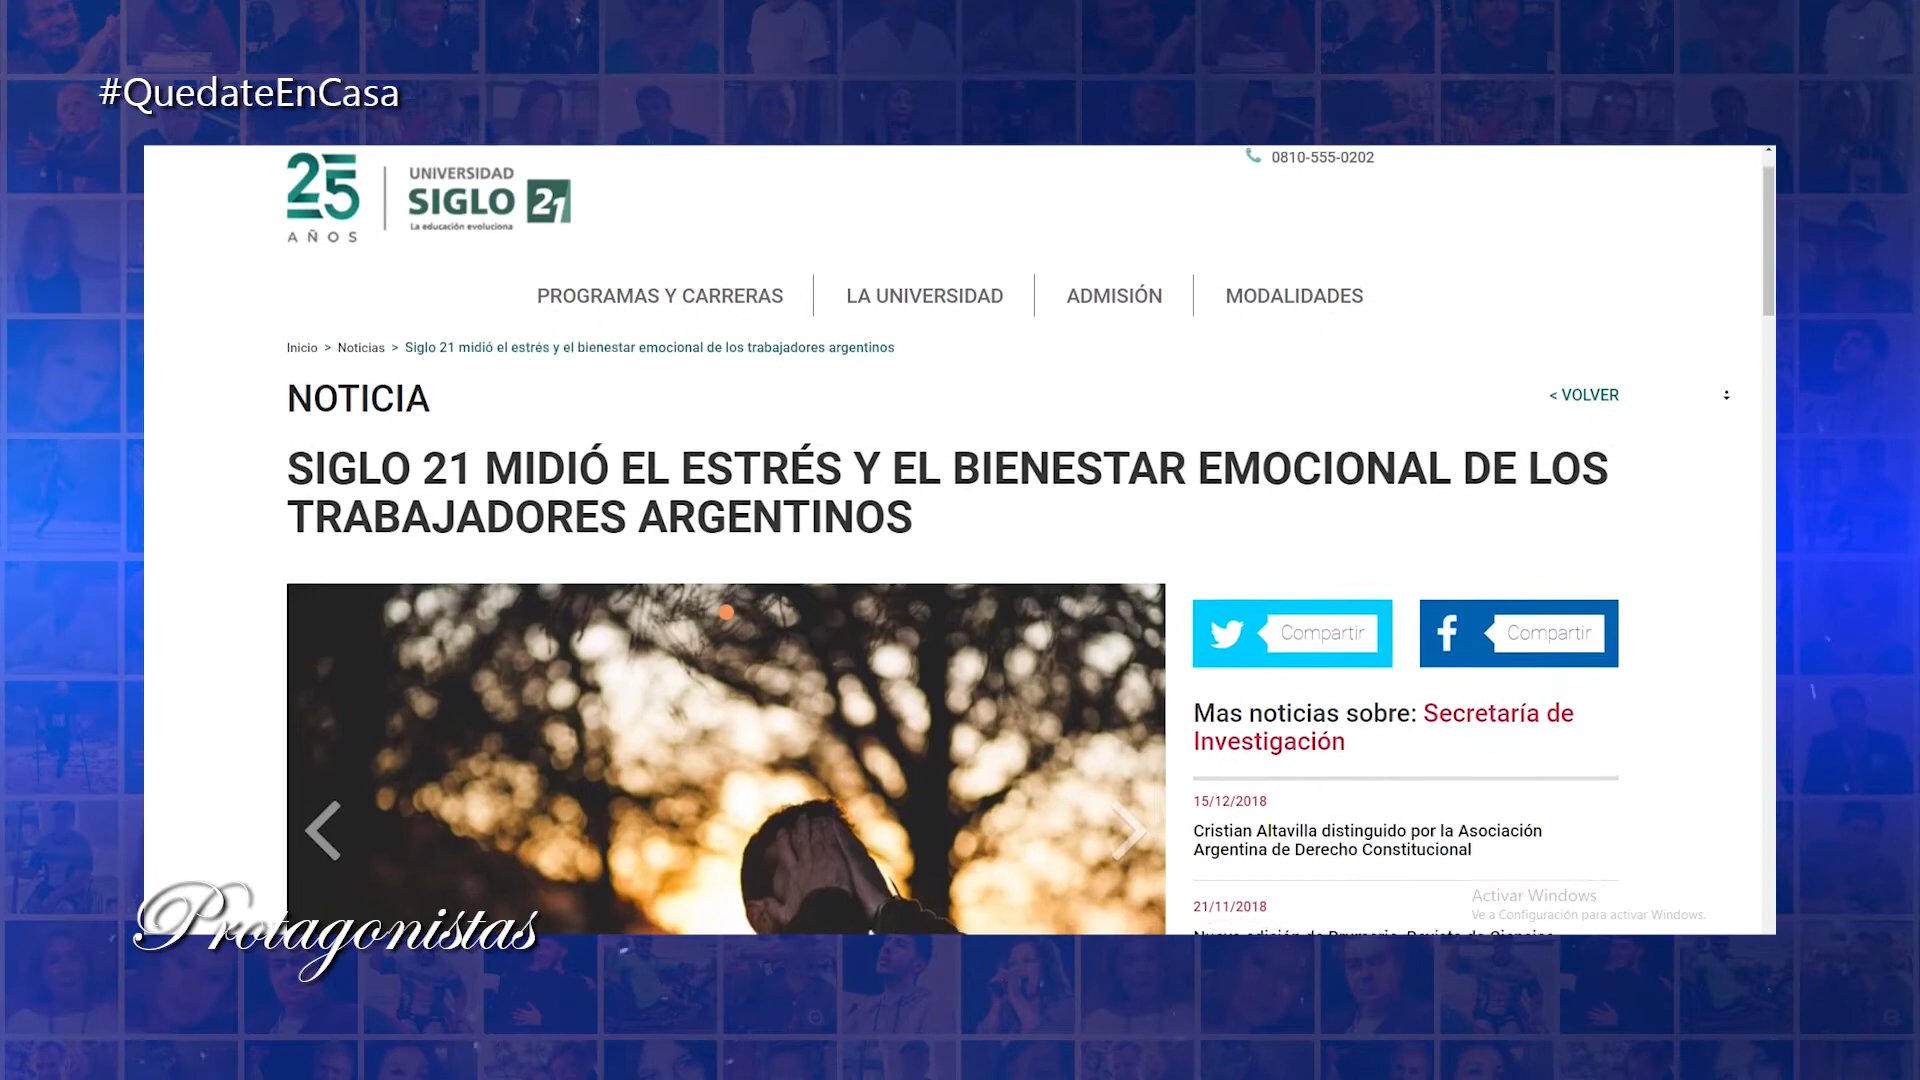 #QuedateEnCasa
25 AÑOS
UNIVERSIDAD
SIGLO 21
La educación evoluciona
0810-555-0202
PROGRAMAS Y CARRERAS
LA UNIVERSIDAD
ADMISIÓN
MODALIDADES
Inicio > Noticias > Siglo 21 midió el estrés y el bienestar emocional de los trabajadores argentinos
NOTICIA
< VOLVER
SIGLO 21 MIDIÓ EL ESTRÉS Y EL BIENESTAR EMOCIONAL DE LOS
TRABAJADORES ARGENTINOS
Compartir
Compartir
Mas noticias sobre: Secretaría de
Investigación
15/12/2018
Cristian Altavilla distinguido por la Asociación
Argentina de Derecho Constitucional
21/11/2018
Activar Windows
Ve a Configuración para activar Windows.
Protagonistas